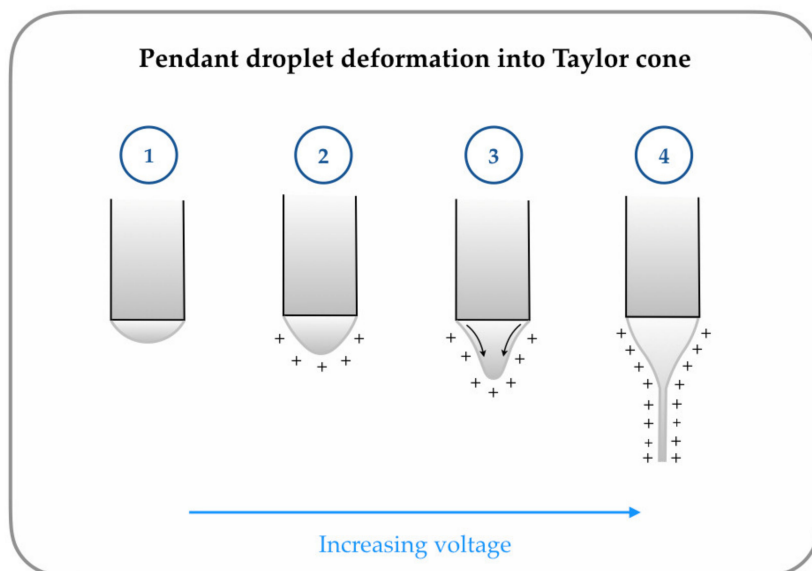 Pendant droplet deformation into Taylor cone
1 2 3 4
+ + + + +
+ + + + + + +
+ + + + + + + + + + + + + + + + + +
Increasing voltage